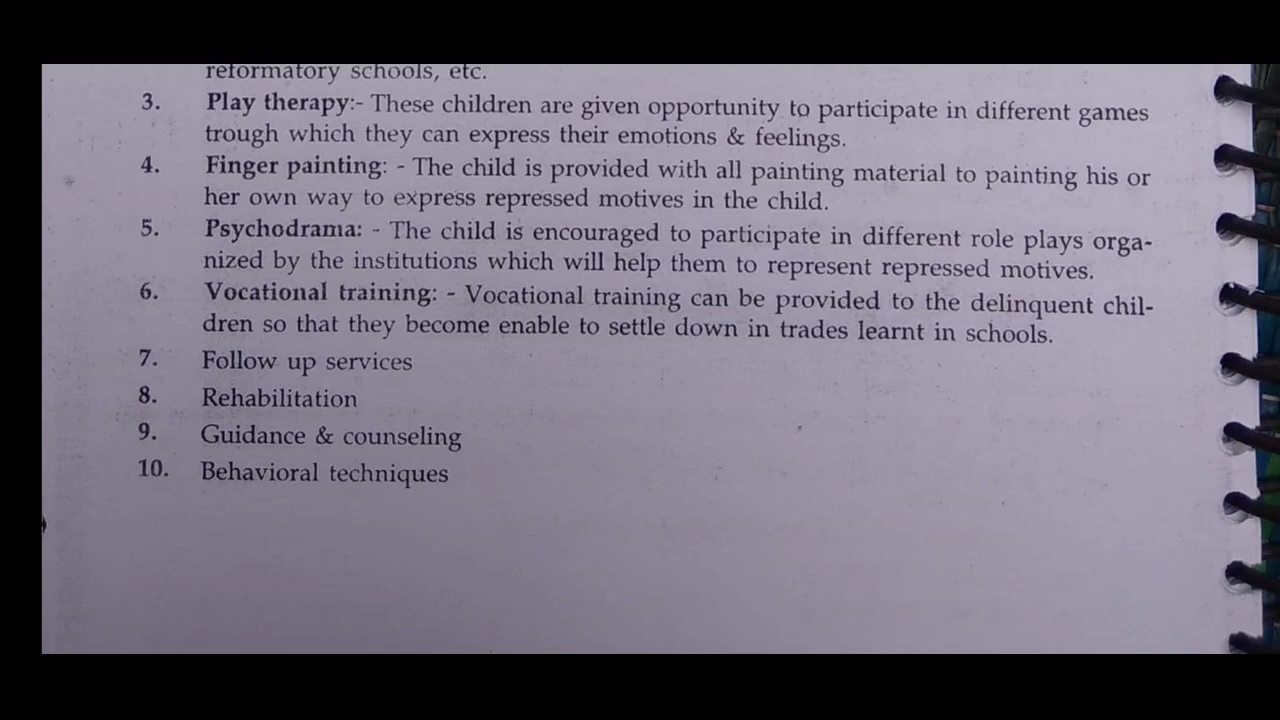 reformatory schools, etc.
3. Play therapy:- These children are given opportunity to participate in different games
trough which they can express their emotions & feelings.
4. Finger painting: - The child is provided with all painting material to painting his or
her own way to express repressed motives in the child.
5. Psychodrama: - The child is encouraged to participate in different role plays orga-
nized by the institutions which will help them to represent repressed motives.
6. Vocational training: - Vocational training can be provided to the delinquent chil-
dren so that they become enable to settle down in trades learnt in schools.
7. Follow up services
8. Rehabilitation
9. Guidance & counseling
10. Behavioral techniques